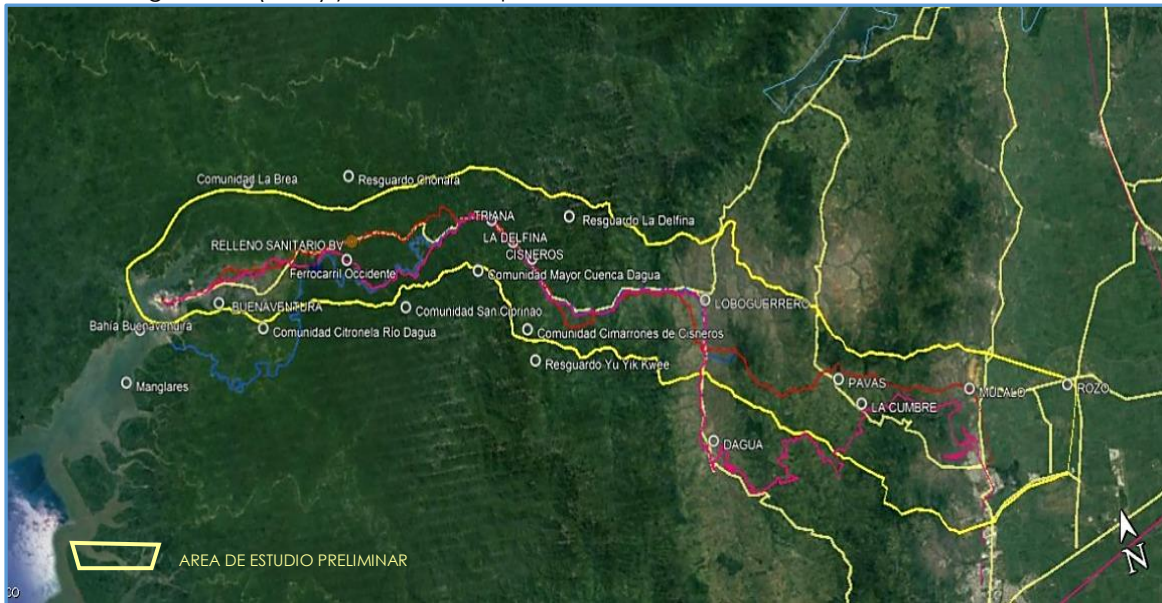 Comunidad La Brea
Resguardo Chonara
TRIANA
Resguardo La Delfina
RELLENO SANITARIO BV
LA DELFINA
CISNEROS
Ferrocarril Occidente
Comunidad Mayor Cuenca Dagua
BUENAVENTURA
Comunidad San Ciprinao
LOBOGUERRERO
Bahía Buenavendira
Comunidad Citronela Río Dagua
Comunidad Cimarrones de Cisneros
Resguardo Yu Yik Kwee
Manglares
PAVAS
MULALO
ROZO
LA CUMBRE
DAGUA
AREA DE ESTUDIO PRELIMINAR
N